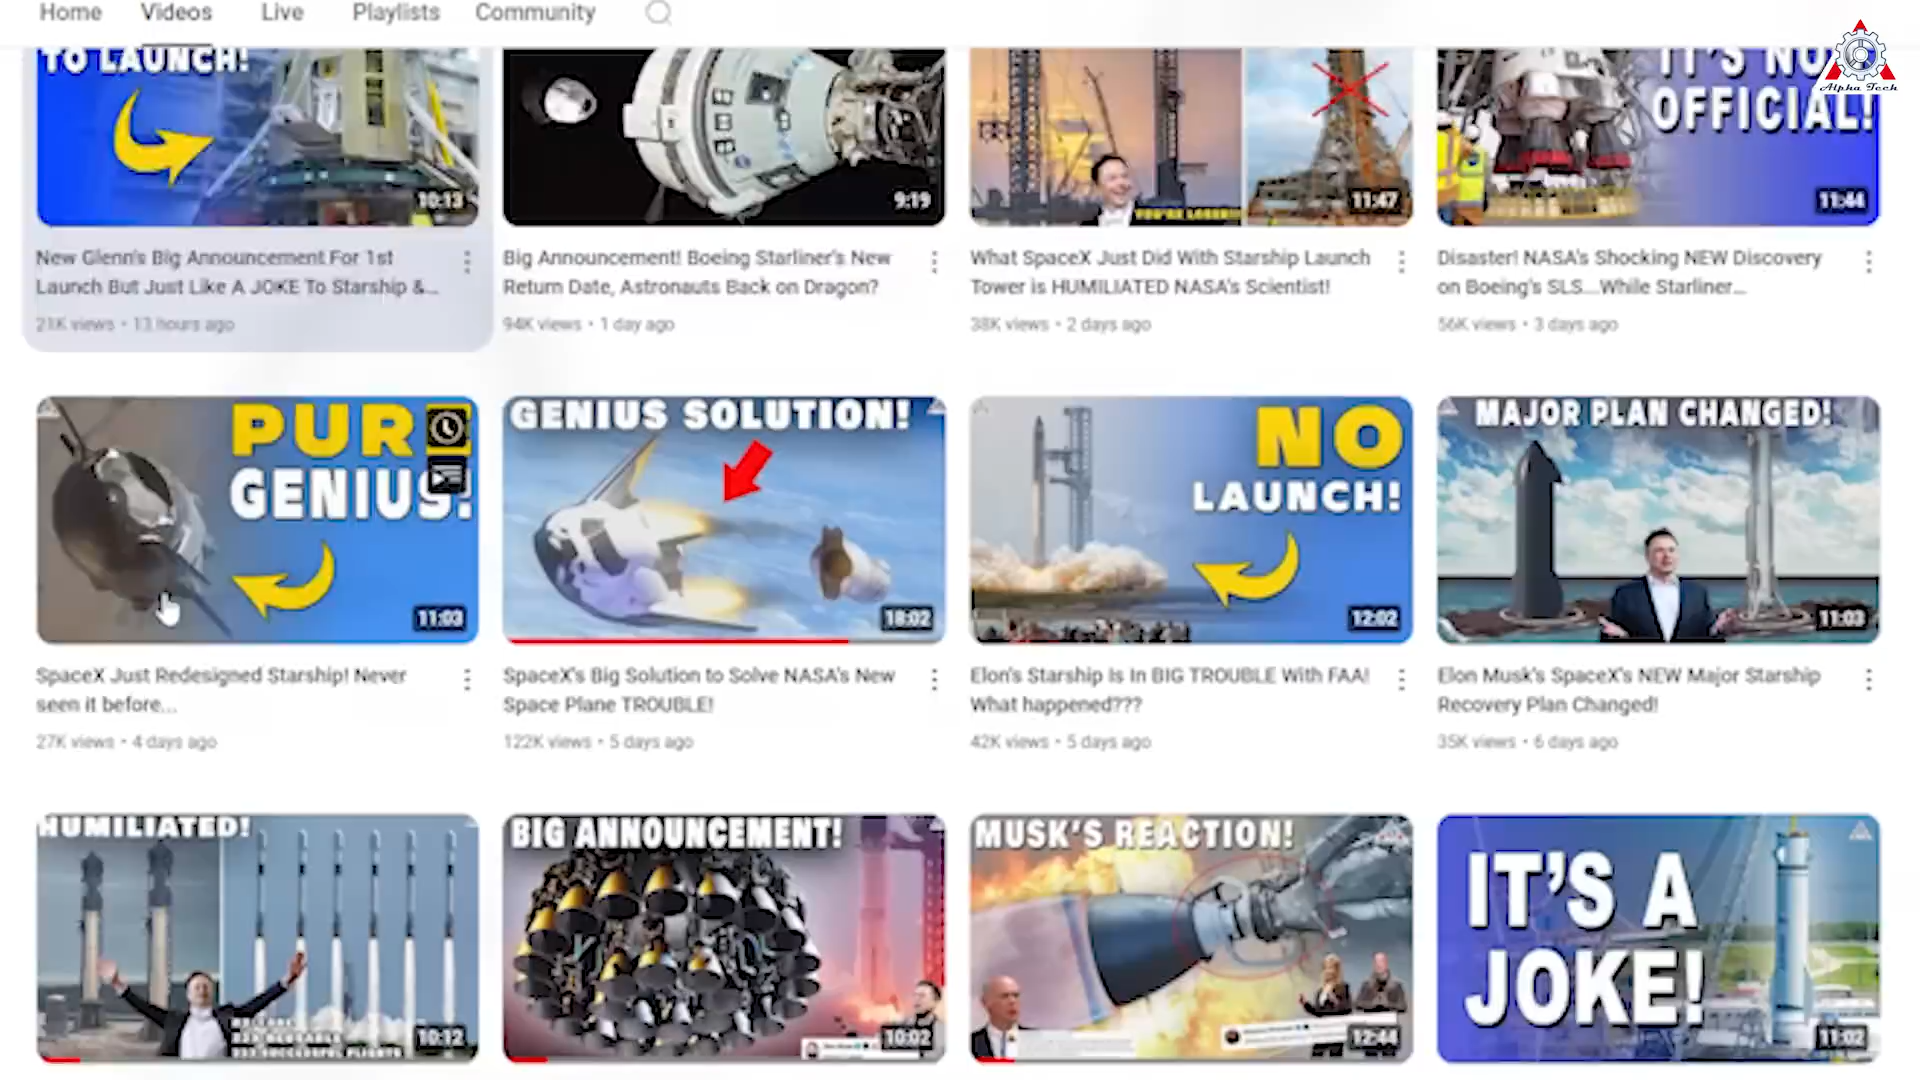 Home Videos Live Playlists Community
Alpha Tech
TO LAUNCH!
10:13
9:19
YOU'RE LOSER!!!
11:47
IT'S NO
OFFICIAL!
11:44
New Glenn's Big Announcement For 1st
Launch But Just Like A JOKE To Starship &...
21K views • 13 hours ago
Big Announcement! Boeing Starliner's New
Return Date, Astronauts Back on Dragon?
94K views • 1 day ago
What SpaceX Just Did With Starship Launch
Tower is HUMILIATED NASA's Scientist!
38K views • 2 days ago
Disaster! NASA's Shocking NEW Discovery
on Boeing's SLS...While Starliner...
56K views • 3 days ago
PUR
GENIUS!
11:03
GENIUS SOLUTION!
18:02
NO
LAUNCH!
12:02
MAJOR PLAN CHANGED!
11:03
SpaceX Just Redesigned Starship! Never
seen it before...
27K views • 4 days ago
SpaceX's Big Solution to Solve NASA's New
Space Plane TROUBLE!
122K views • 5 days ago
Elon's Starship Is In BIG TROUBLE With FAA!
What happened???
42K views • 5 days ago
Elon Musk's SpaceX's NEW Major Starship
Recovery Plan Changed!
35K views • 6 days ago
HUMILIATED!
SUCCESSFUL FLIGHTS
10:12
BIG ANNOUNCEMENT!
10:02
MUSK'S REACTION!
12:44
IT'S A
JOKE!
11:02